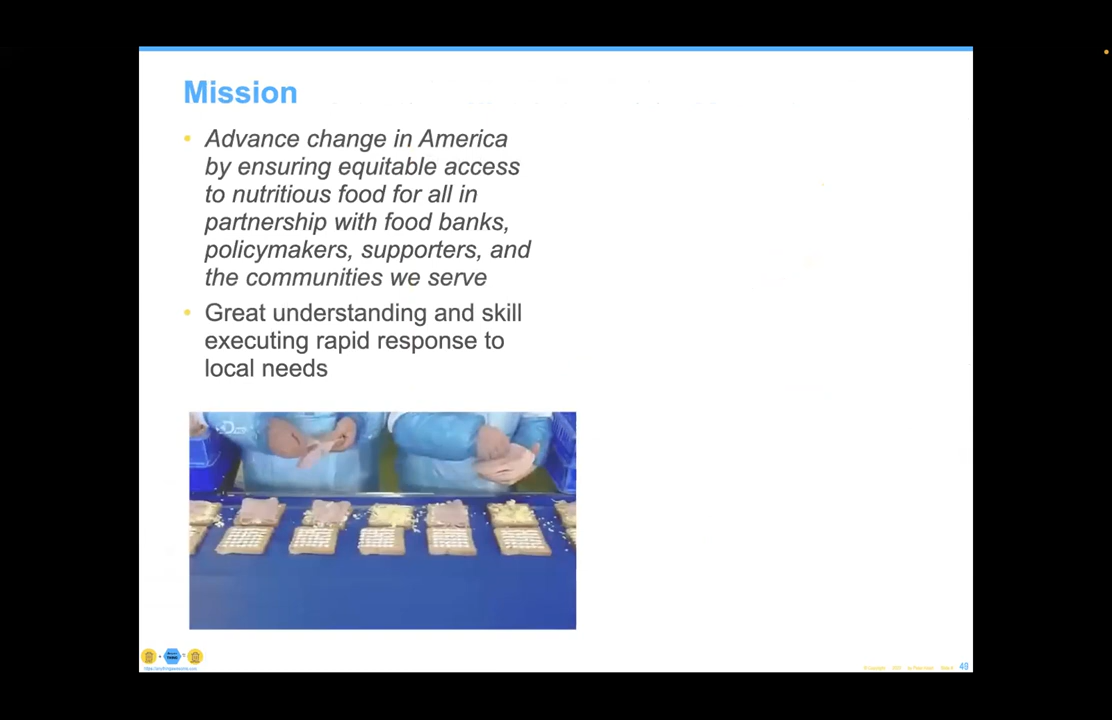 Mission
• Advance change in America
by ensuring equitable access
to nutritious food for all in
partnership with food banks,
policymakers, supporters, and
the communities we serve
• Great understanding and skill
executing rapid response to
local needs
49